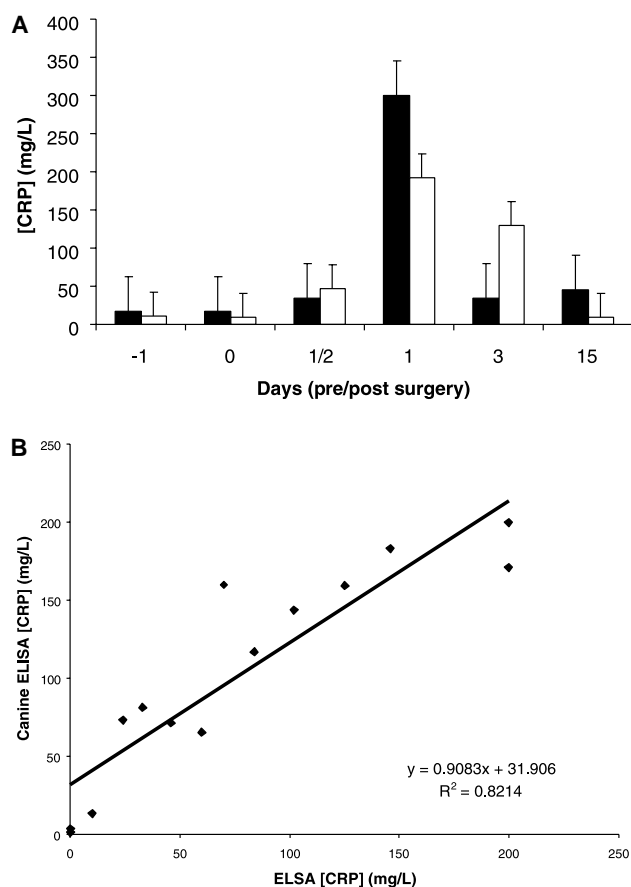 A
400
350
300
250
200
150
100
50
0
[CRP] (mg/L)
-1 0 1/2 1 3 15
Days (pre/post surgery)
B
250
200
150
100
50
0
Canine ELISA [CRP] (mg/L)
y = 0.9083x + 31.906
R² = 0.8214
0 50 100 150 200 250
ELSA [CRP] (mg/L)